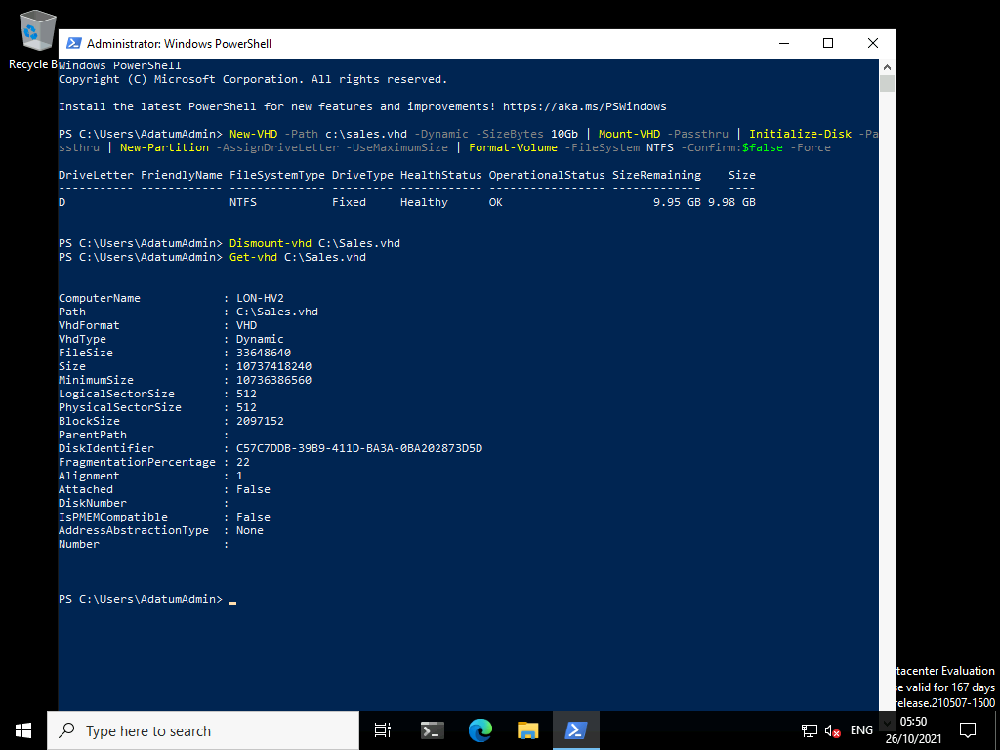 Recycle B
Administrator: Windows PowerShell
Windows PowerShell
Copyright (C) Microsoft Corporation. All rights reserved.
Install the latest PowerShell for new features and improvements! https://aka.ms/PSWindows
PS C:\Users\AdatumAdmin> New-VHD -Path c:\sales.vhd -Dynamic -SizeBytes 10Gb | Mount-VHD -Passthru | Initialize-Disk -Pa
ssthru | New-Partition -AssignDriveLetter -UseMaximumSize | Format-Volume -FileSystem NTFS -Confirm:$false -Force
DriveLetter FriendlyName FileSystemType DriveType HealthStatus OperationalStatus SizeRemaining    Size
----------- ------------ -------------- --------- ------------ ----------------- -------------    ----
D                        NTFS           Fixed     Healthy      OK                      9.95 GB 9.98 GB
PS C:\Users\AdatumAdmin> Dismount-vhd C:\Sales.vhd
PS C:\Users\AdatumAdmin> Get-vhd C:\Sales.vhd
ComputerName            : LON-HV2
Path                    : C:\Sales.vhd
VhdFormat               : VHD
VhdType                 : Dynamic
FileSize                : 33648640
Size                    : 10737418240
MinimumSize             : 10736386560
LogicalSectorSize       : 512
PhysicalSectorSize      : 512
BlockSize               : 2097152
ParentPath              :
DiskIdentifier          : C57C7DDB-39B9-411D-BA3A-0BA202873D5D
FragmentationPercentage : 22
Alignment               : 1
Attached                : False
DiskNumber              :
IsPMEMCompatible        : False
AddressAbstractionType  : None
Number                  :
PS C:\Users\AdatumAdmin>
tacenter Evaluation
se valid for 167 days
release.210507-1500
Type here to search
ENG
05:50
26/10/2021